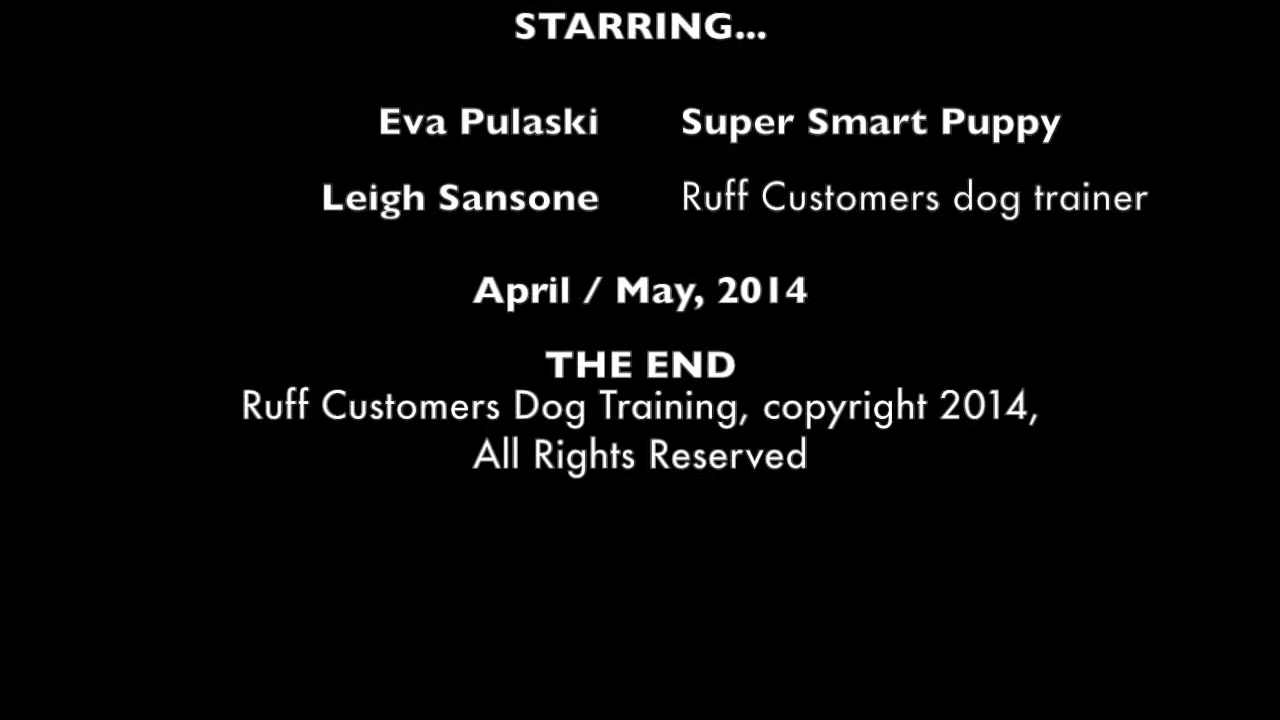 STARRING...
Eva Pulaski Super Smart Puppy
Leigh Sansone Ruff Customers dog trainer
April / May, 2014
THE END
Ruff Customers Dog Training, copyright 2014,
All Rights Reserved